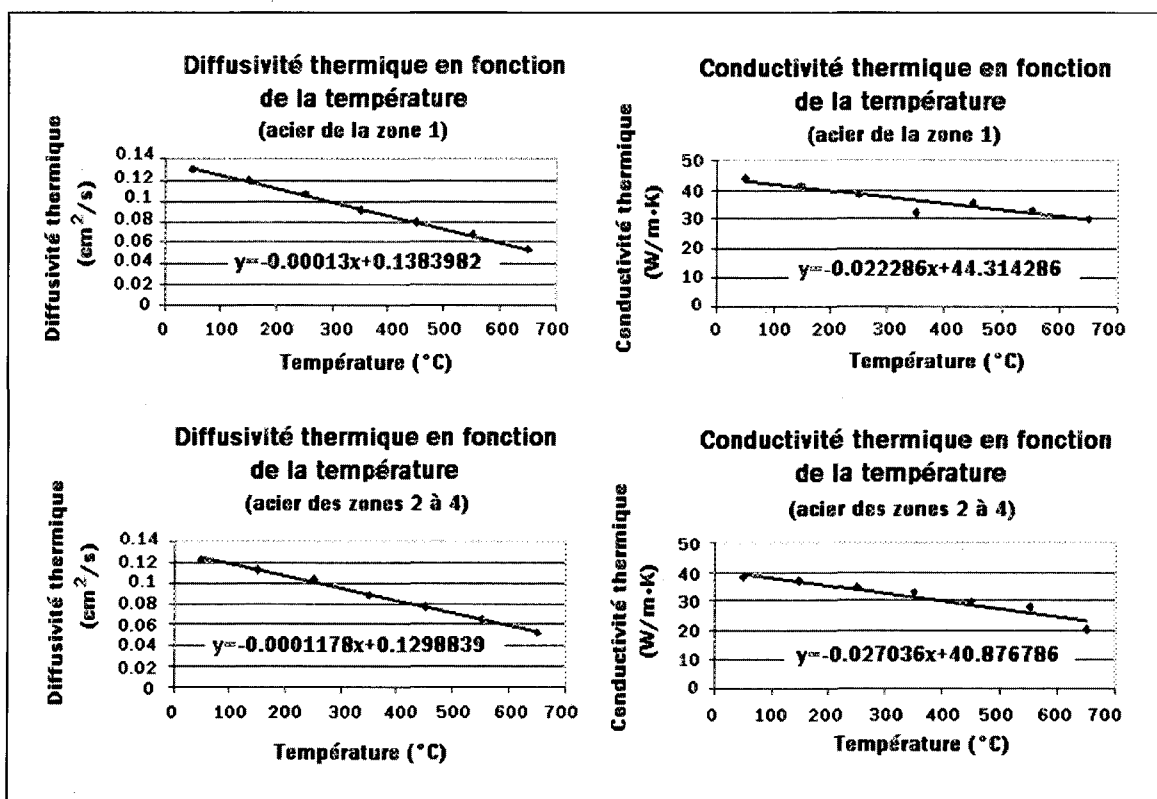 Diffusivité thermique en fonction
de la température
(acier de la zone 1)
Diffusivité thermique
(cm²/s)
0.14
0.12
0.1
0.08
0.06
0.04
0.02
0
y=-0.00013x+0.1383982
0 100 200 300 400 500 600 700
Température (°C)
Conductivité thermique en fonction
de la température
(acier de la zone 1)
Conductivité thermique
(W/m•K)
50
40
30
20
10
0
y=-0.022286x+44.314286
0 100 200 300 400 500 600 700
Température (°C)
Diffusivité thermique en fonction
de la température
(acier des zones 2 à 4)
Diffusivité thermique
(cm²/s)
0.14
0.12
0.1
0.08
0.06
0.04
0.02
0
y=-0.0001178x+0.1298839
0 100 200 300 400 500 600 700
Température (°C)
Conductivité thermique en fonction
de la température
(acier des zones 2 à 4)
Conductivité thermique
(W/m•K)
50
40
30
20
10
0
y=-0.027036x+40.876786
0 100 200 300 400 500 600 700
Température (°C)